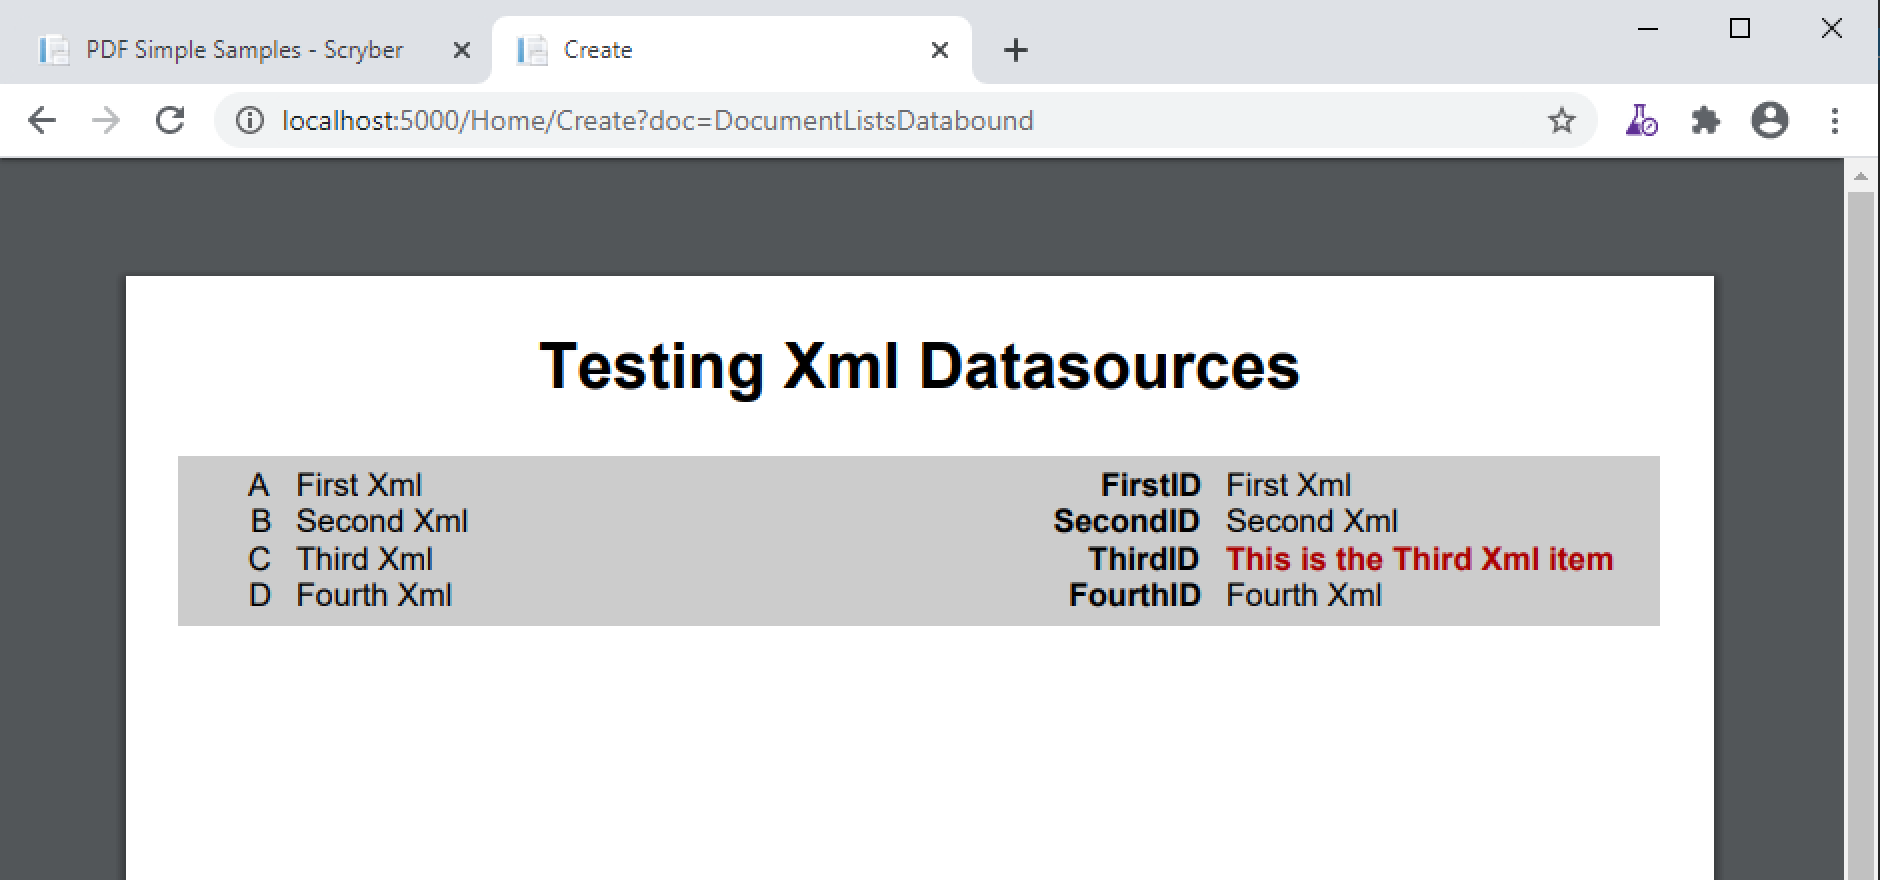 PDF Simple Samples - Scryber
Create
localhost:5000/Home/Create?doc=DocumentListsDatabound
Testing Xml Datasources
A First Xml
B Second Xml
C Third Xml
D Fourth Xml
FirstID First Xml
SecondID Second Xml
ThirdID This is the Third Xml item
FourthID Fourth Xml